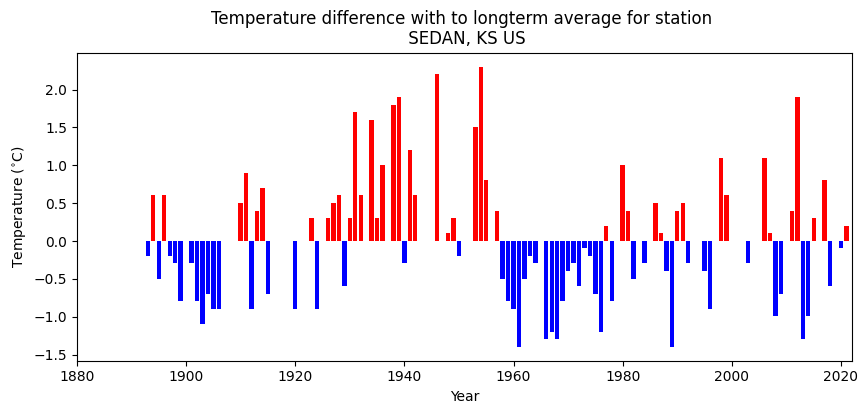 Temperature difference with to longterm average for station
SEDAN, KS US
2.0
1.5
1.0
0.5
0.0
−0.5
−1.0
−1.5
Temperature (°C)
1880 1900 1920 1940 1960 1980 2000 2020
Year